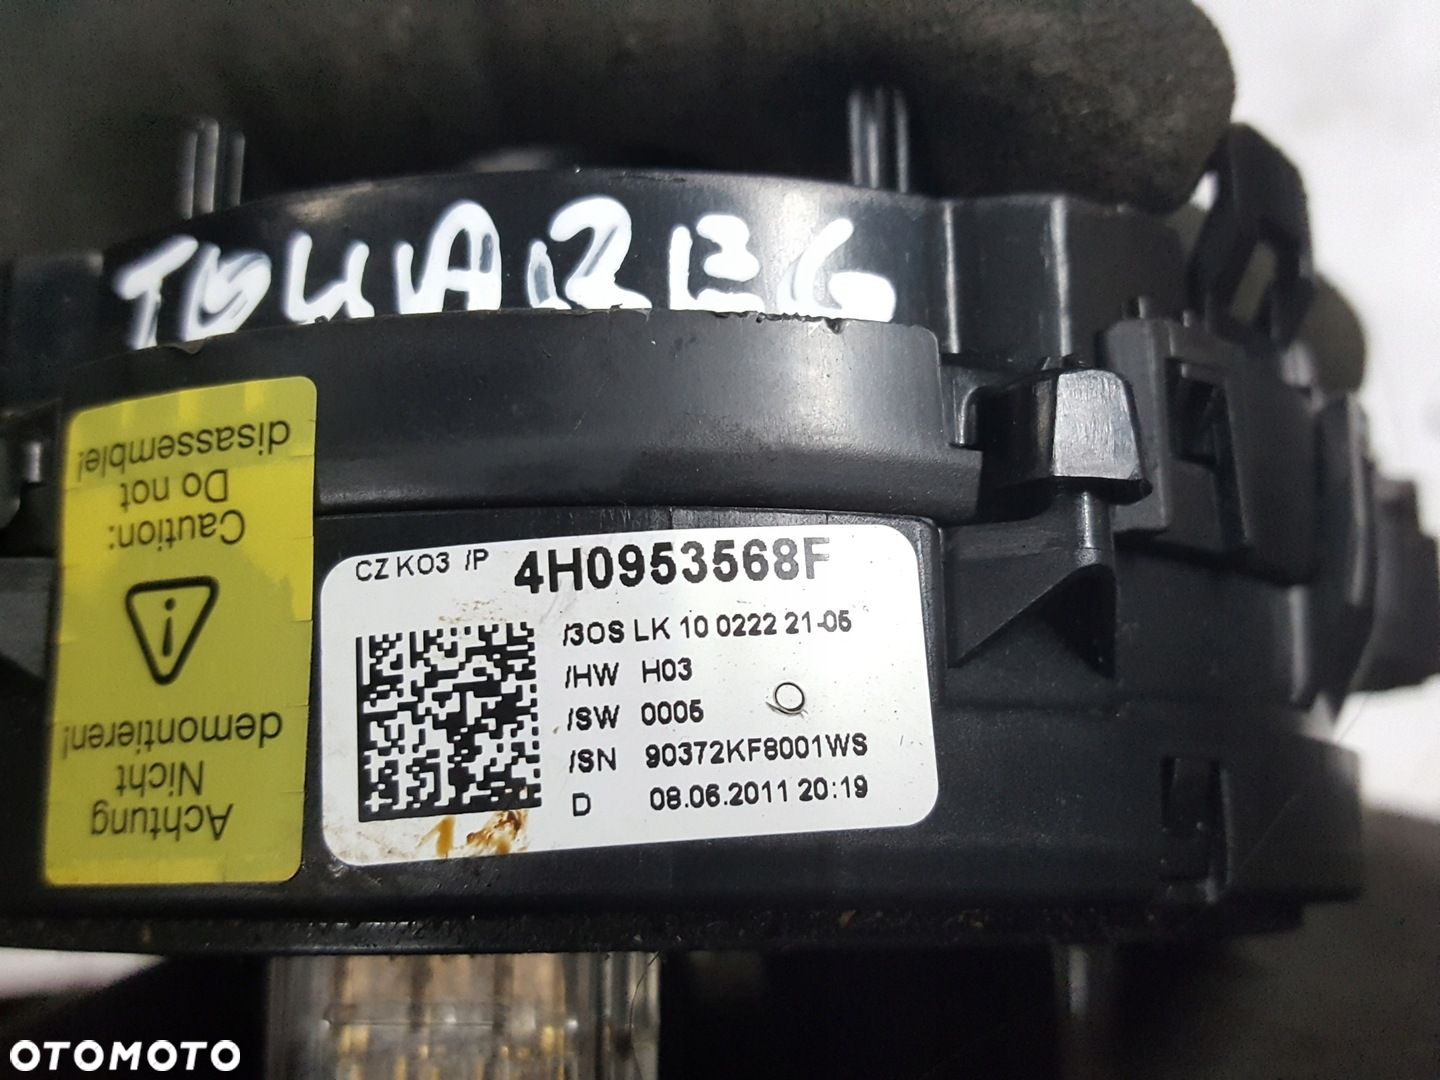 TOUAREG
Caution:
Do not
disassemble!
Achtung
Nicht
demontieren!
CZ K03 /P 4H0953568F
/3OS LK 10 0222 21-05
/HW H03
/SW 0005
/SN 90372KF8001WS
D 08.06.2011 20:19
OTOMOTO